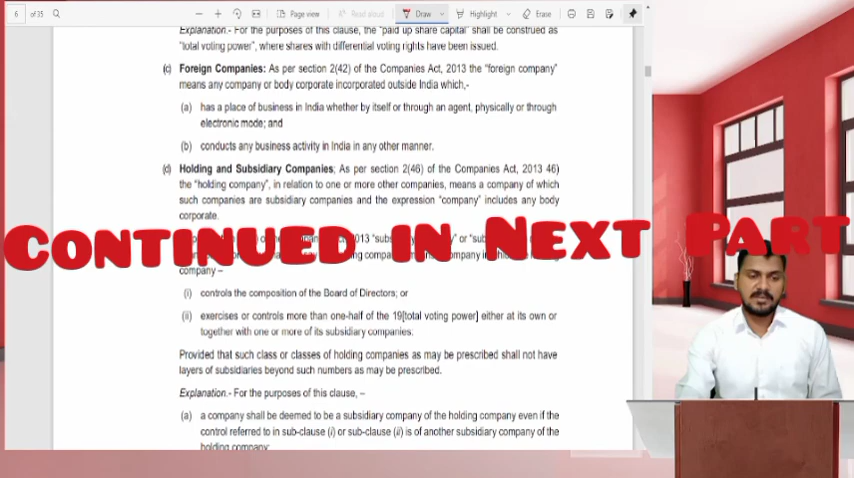 6 of 35 Page view Read aloud Draw Highlight Erase
Explanation.- For the purposes of this clause, the "paid up share capital" shall be construed as
"total voting power", where shares with differential voting rights have been issued.
(c) Foreign Companies: As per section 2(42) of the Companies Act, 2013 the "foreign company"
means any company or body corporate incorporated outside India which,-
(a) has a place of business in India whether by itself or through an agent, physically or through
electronic mode; and
(b) conducts any business activity in India in any other manner.
(d) Holding and Subsidiary Companies; As per section 2(46) of the Companies Act, 2013 46)
the "holding company", in relation to one or more other companies, means a company of which
such companies are subsidiary companies and the expression "company" includes any body
corporate.
Continued in Next Part
company –
(i) controls the composition of the Board of Directors; or
(ii) exercises or controls more than one-half of the 19[total voting power] either at its own or
together with one or more of its subsidiary companies:
Provided that such class or classes of holding companies as may be prescribed shall not have
layers of subsidiaries beyond such numbers as may be prescribed.
Explanation.- For the purposes of this clause, –
(a) a company shall be deemed to be a subsidiary company of the holding company even if the
control referred to in sub-clause (i) or sub-clause (ii) is of another subsidiary company of the
holding company;